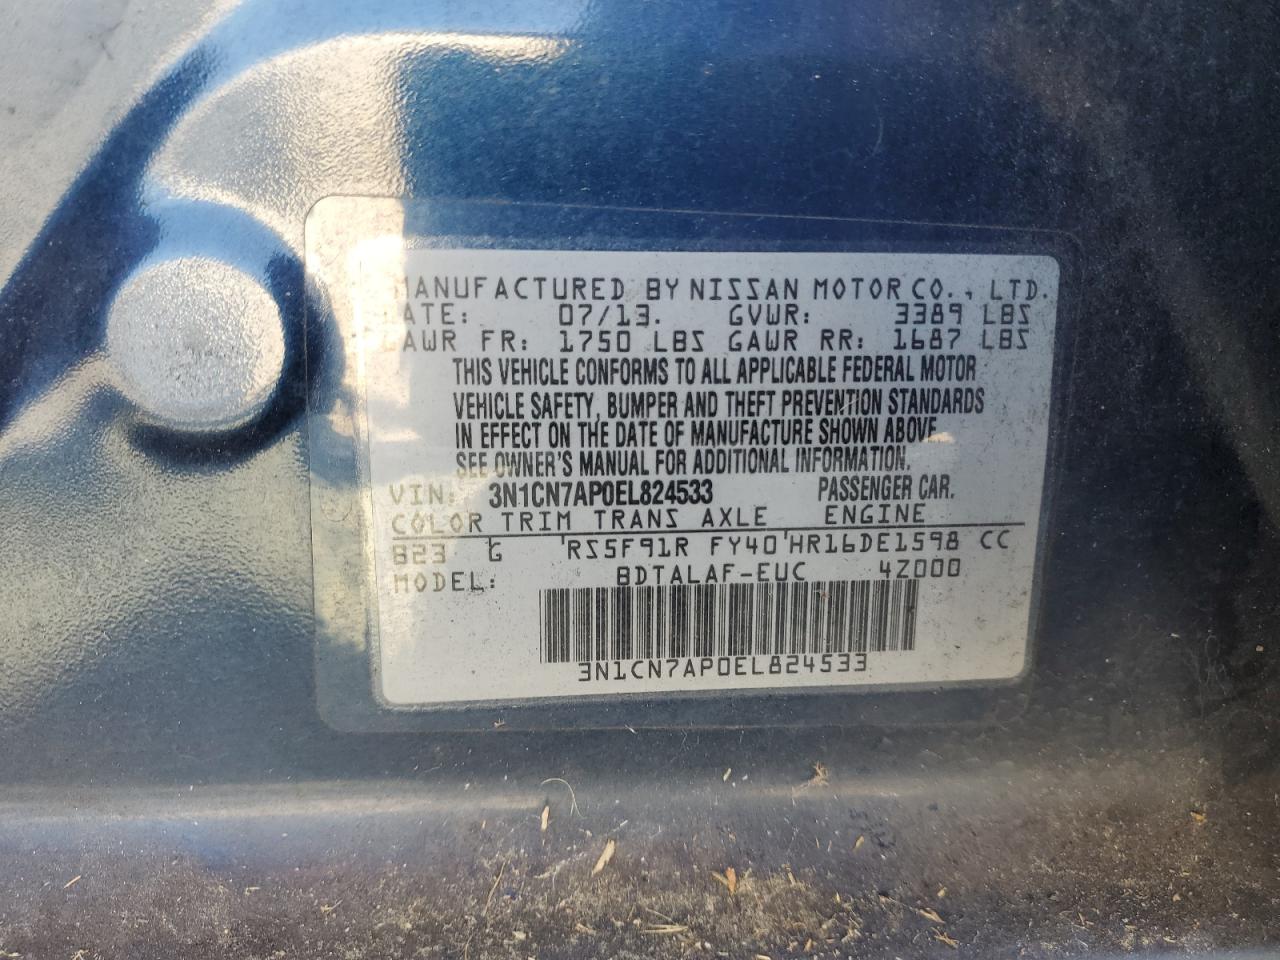 MANUFACTURED BY NISSAN MOTOR CO., LTD.
DATE: 07/13. GVWR: 3389 LBS
GAWR FR: 1750 LBS GAWR RR: 1687 LBS
THIS VEHICLE CONFORMS TO ALL APPLICABLE FEDERAL MOTOR
VEHICLE SAFETY, BUMPER AND THEFT PREVENTION STANDARDS
IN EFFECT ON THE DATE OF MANUFACTURE SHOWN ABOVE.
SEE OWNER'S MANUAL FOR ADDITIONAL INFORMATION.
VIN: 3N1CN7AP0EL824533 PASSENGER CAR.
COLOR TRIM TRANS AXLE ENGINE
B23 G RS5F91R FY40 HR16DE1598 CC
MODEL: BDTALAF-EUC 4Z000
3N1CN7AP0EL824533